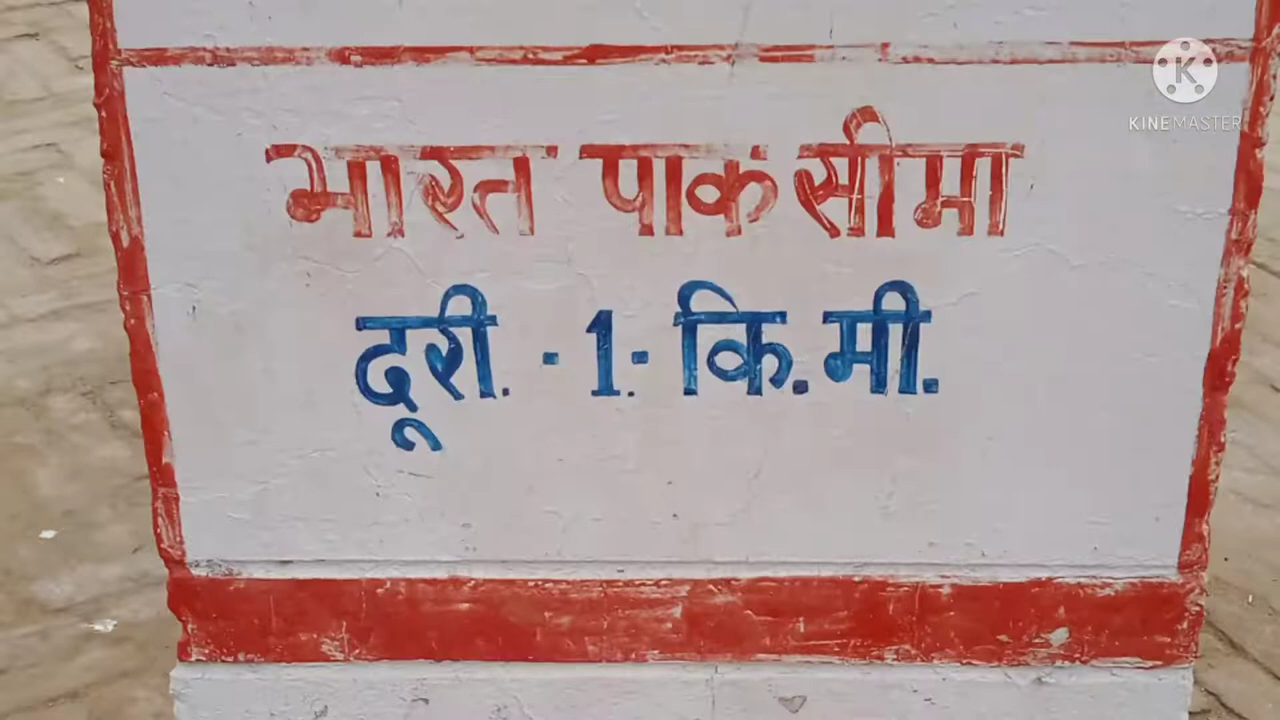 KINEMASTER
भारत पाक सीमा
दूरी. - 1.- कि.मी.